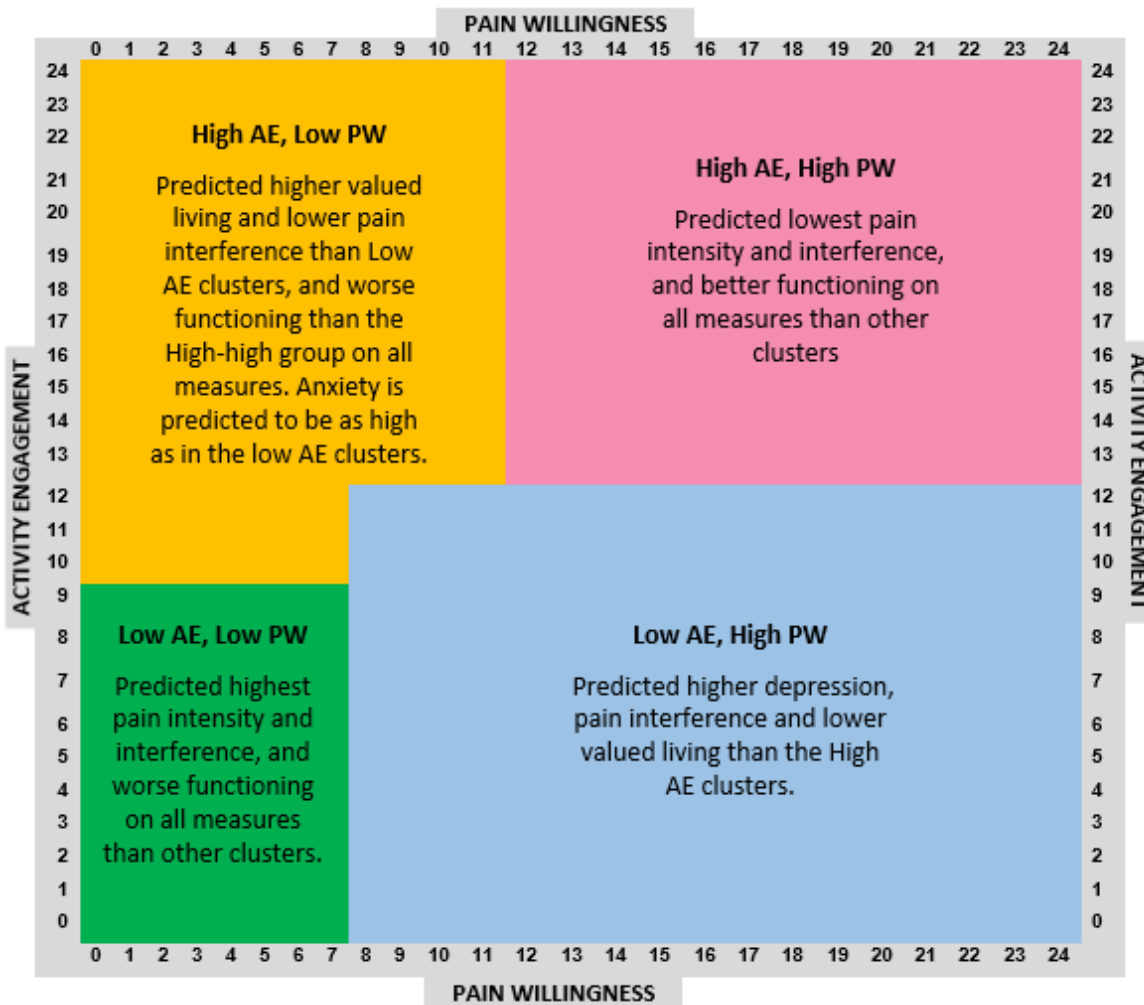 PAIN WILLINGNESS
0 1 2 3 4 5 6 7 8 9 10 11 12 13 14 15 16 17 18 19 20 21 22 23 24
ACTIVITY ENGAGEMENT
24
23
22
21
20
19
18
17
16
15
14
13
12
11
10
9
8
7
6
5
4
3
2
1
0
High AE, Low PW
Predicted higher valued
living and lower pain
interference than Low
AE clusters, and worse
functioning than the
High-high group on all
measures. Anxiety is
predicted to be as high
as in the low AE clusters.
High AE, High PW
Predicted lowest pain
intensity and interference,
and better functioning on
all measures than other
clusters
Low AE, Low PW
Predicted highest
pain intensity and
interference, and
worse functioning
on all measures
than other clusters.
Low AE, High PW
Predicted higher depression,
pain interference and lower
valued living than the High
AE clusters.
24
23
22
21
20
19
18
17
16
15
14
13
12
11
10
9
8
7
6
5
4
3
2
1
0
ACTIVITY ENGAGEMENT
0 1 2 3 4 5 6 7 8 9 10 11 12 13 14 15 16 17 18 19 20 21 22 23 24
PAIN WILLINGNESS